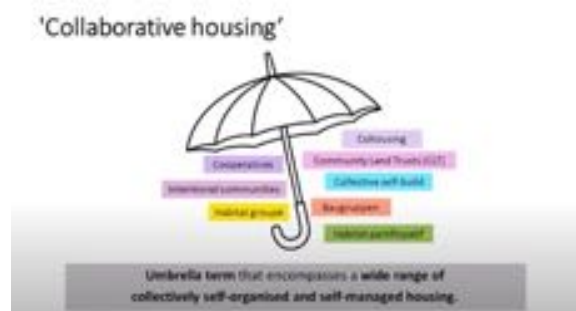 'Collaborative housing'
Cohousing
Cooperatives
Community Land Trusts (CLT)
Intentional communities
Collective self-build
Habitat groupé
Baugruppen
Habitat participatif
Umbrella term that encompasses a wide range of
collectively self-organised and self-managed housing.